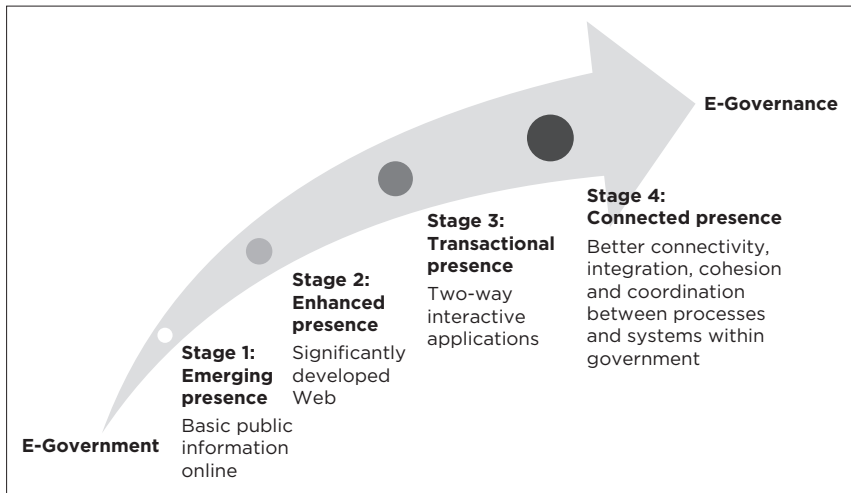 E-Government
Stage 1:
Emerging
presence
Basic public
information
online
Stage 2:
Enhanced
presence
Significantly
developed
Web
Stage 3:
Transactional
presence
Two-way
interactive
applications
Stage 4:
Connected presence
Better connectivity,
integration, cohesion
and coordination
between processes
and systems within
government
E-Governance